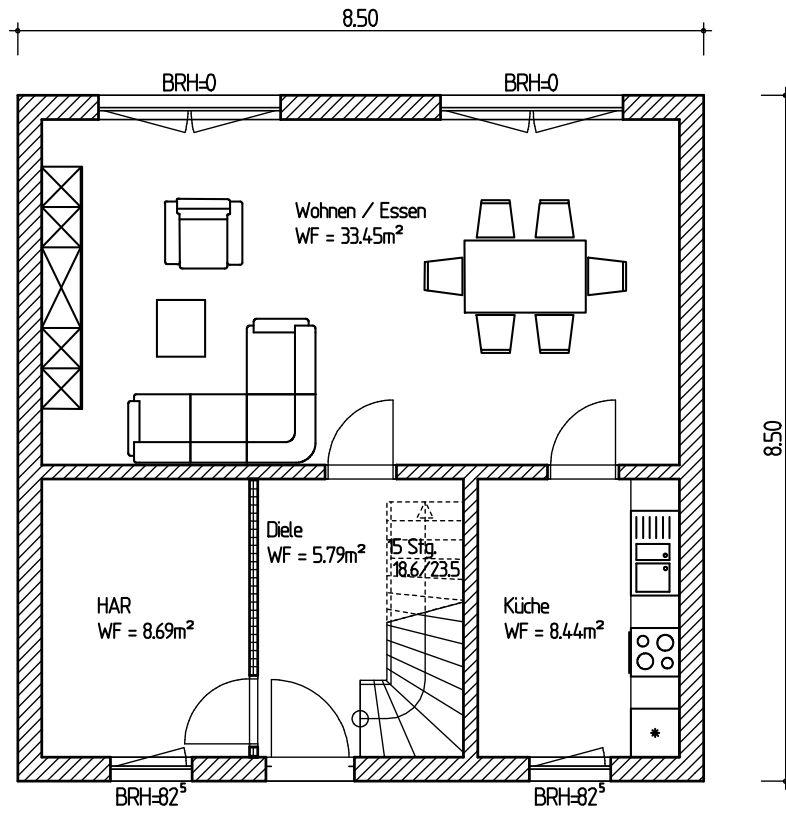 8.50
BRH=0
BRH=0
Wohnen / Essen
WF = 33.45m²
8.50
Diele
WF = 5.79m²
15 Stg.
18.6/23.5
HAR
WF = 8.69m²
Küche
WF = 8.44m²
BRH=82⁵
BRH=82⁵